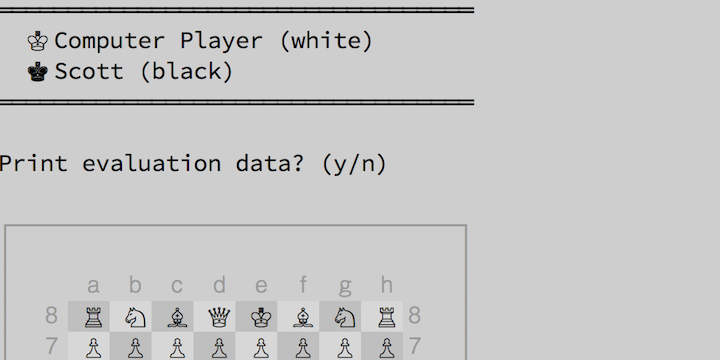 ♔ Computer Player (white)
♚ Scott (black)
Print evaluation data? (y/n)
a b c d e f g h
8 ♖ ♘ ♗ ♕ ♔ ♗ ♘ ♖ 8
7 ♙ ♙ ♙ ♙ ♙ ♙ ♙ ♙ 7